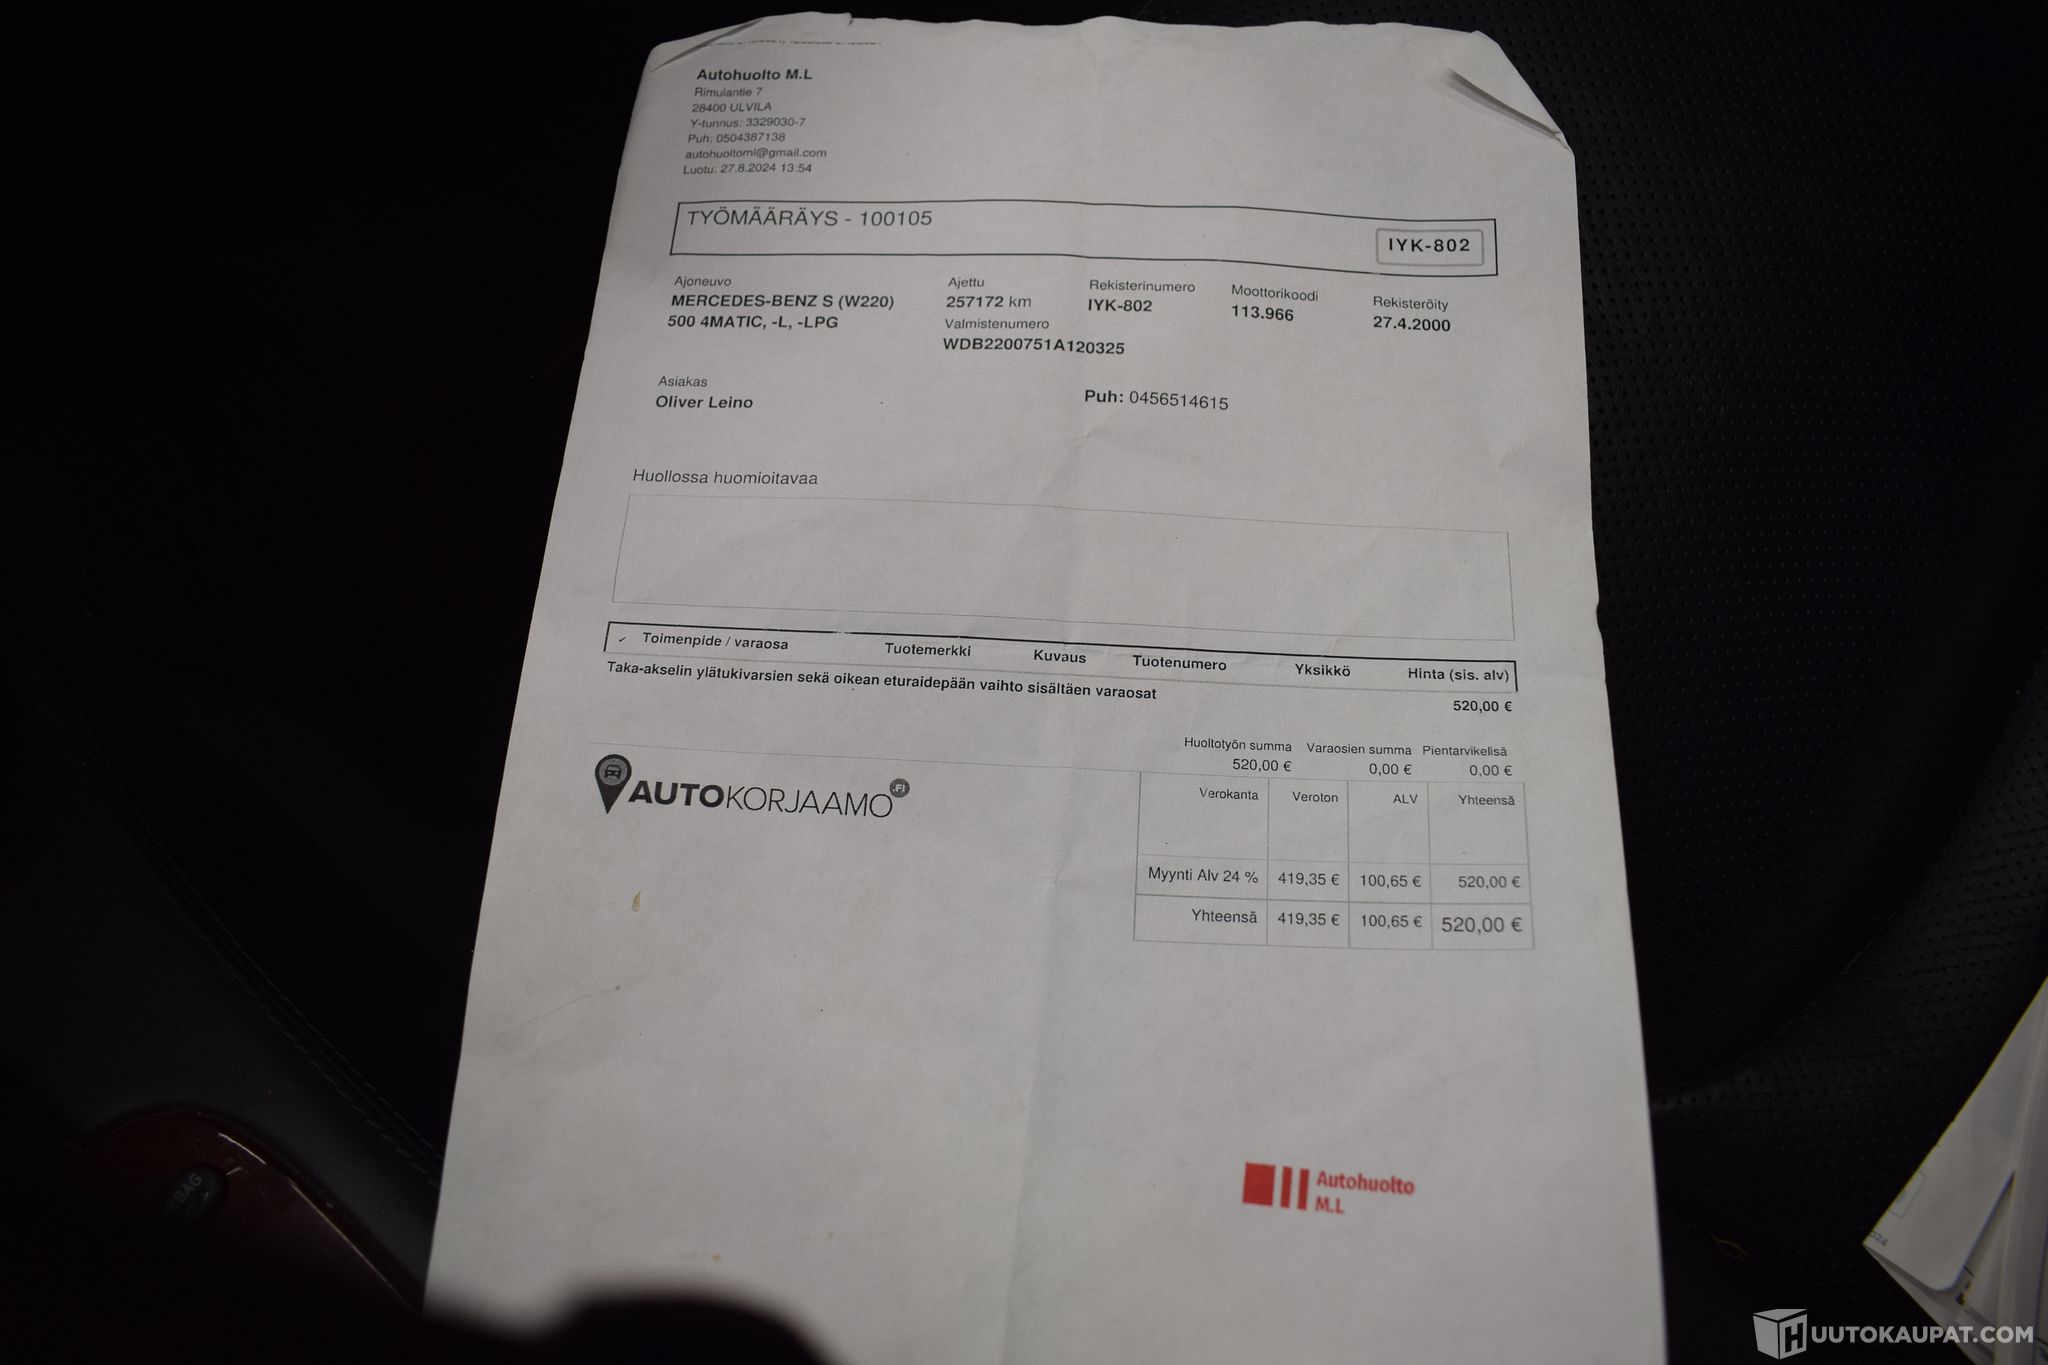 Autohuolto M.L
Rimulantie 7
28400 ULVILA
Y-tunnus: 3329030-7
Puh: 0504387138
autohuoltoml@gmail.com
Luotu: 27.8.2024 13:54
TYÖMÄÄRÄYS - 100105
IYK-802
Ajoneuvo
MERCEDES-BENZ S (W220)
500 4MATIC, -L, -LPG
Ajettu
257172 km
Valmistenumero
WDB2200751A120325
Rekisterinumero
IYK-802
Moottorikoodi
113.966
Rekisteröity
27.4.2000
Asiakas
Oliver Leino
Puh: 0456514615
Huollossa huomioitavaa
✓ Toimenpide / varaosa Tuotemerkki Kuvaus Tuotenumero Yksikkö Hinta (sis. alv)
Taka-akselin ylätukivarsien sekä oikean eturaidepään vaihto sisältäen varaosat
520,00 €
Huoltotyön summa Varaosien summa Pientarvikelisä
520,00 € 0,00 € 0,00 €
AUTOKORJAAMO.FI
Verokanta Veroton ALV Yhteensä
Myynti Alv 24 % 419,35 € 100,65 € 520,00 €
Yhteensä 419,35 € 100,65 € 520,00 €
Autohuolto
M.L
HUUTOKAUPAT.COM